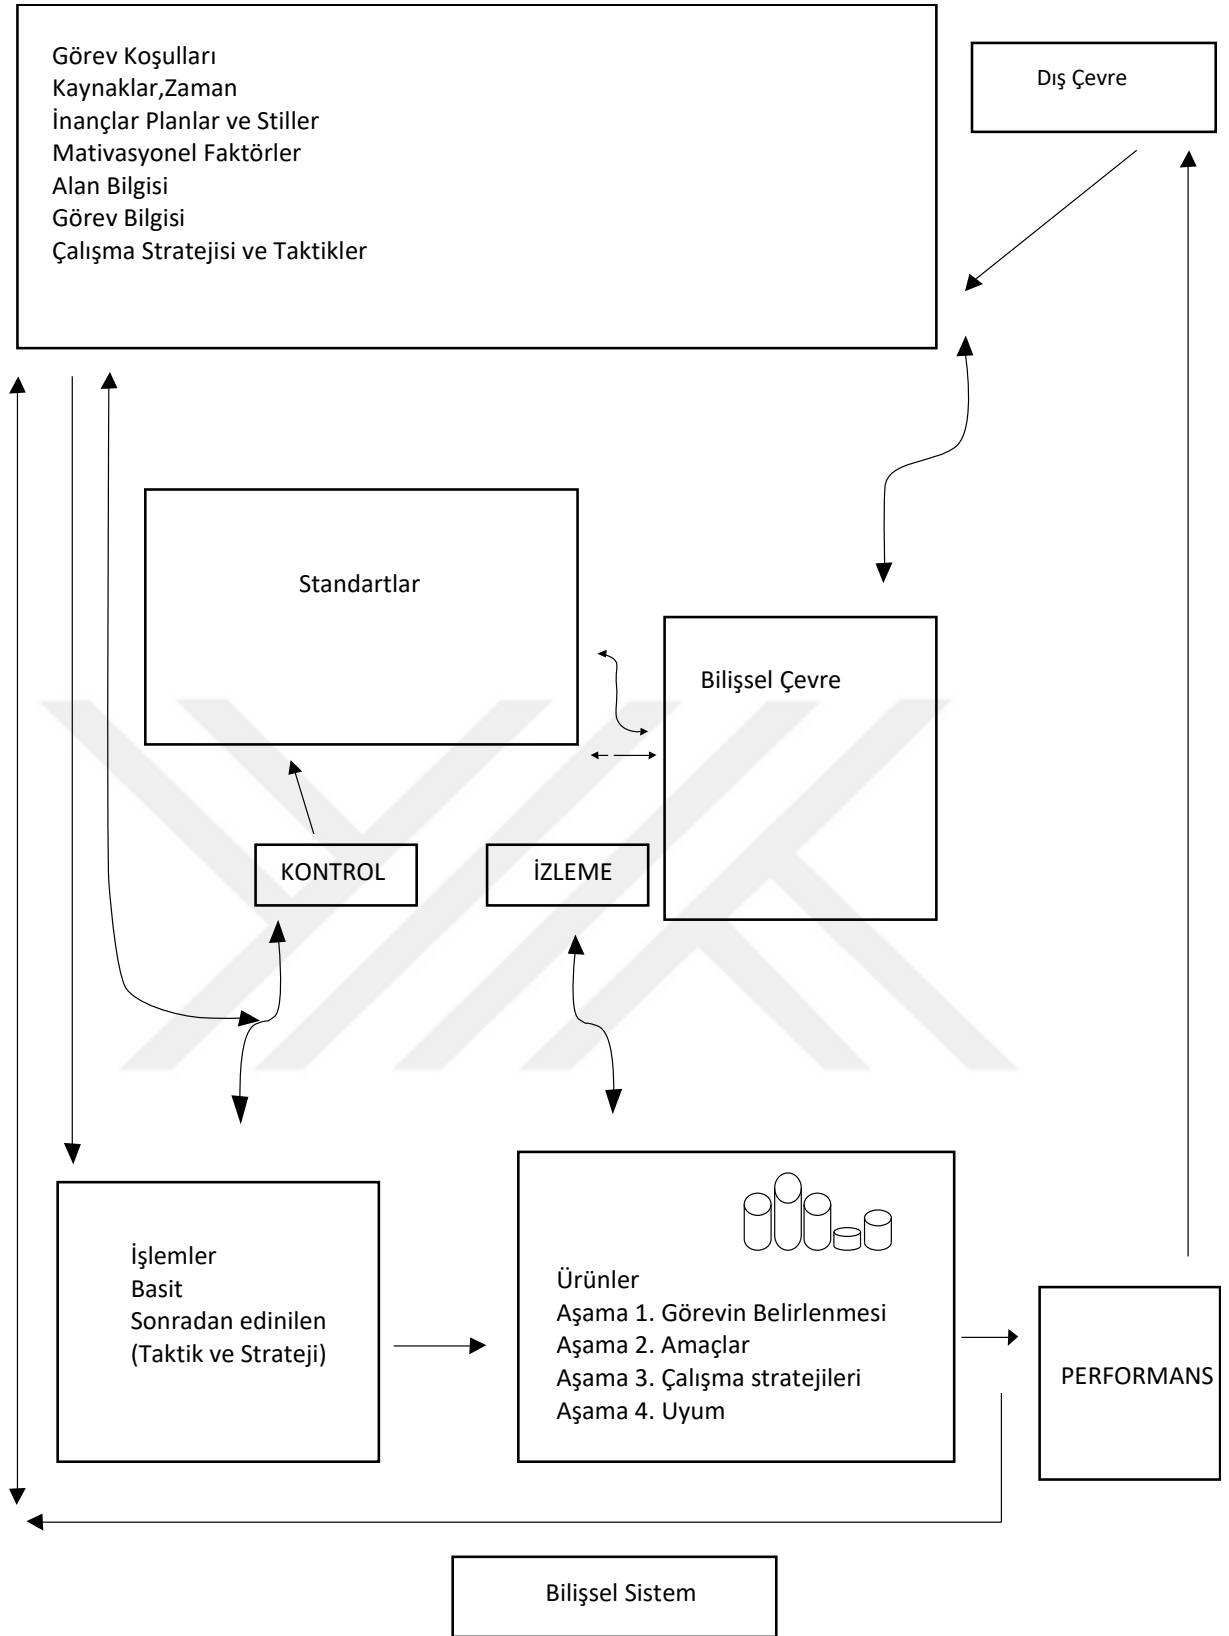 Görev Koşulları
Kaynaklar,Zaman
İnançlar Planlar ve Stiller
Mativasyonel Faktörler
Alan Bilgisi
Görev Bilgisi
Çalışma Stratejisi ve Taktikler
Dış Çevre
Standartlar
Bilişsel Çevre
KONTROL
İZLEME
İşlemler
Basit
Sonradan edinilen
(Taktik ve Strateji)
Ürünler
Aşama 1. Görevin Belirlenmesi
Aşama 2. Amaçlar
Aşama 3. Çalışma stratejileri
Aşama 4. Uyum
PERFORMANS
Bilişsel Sistem